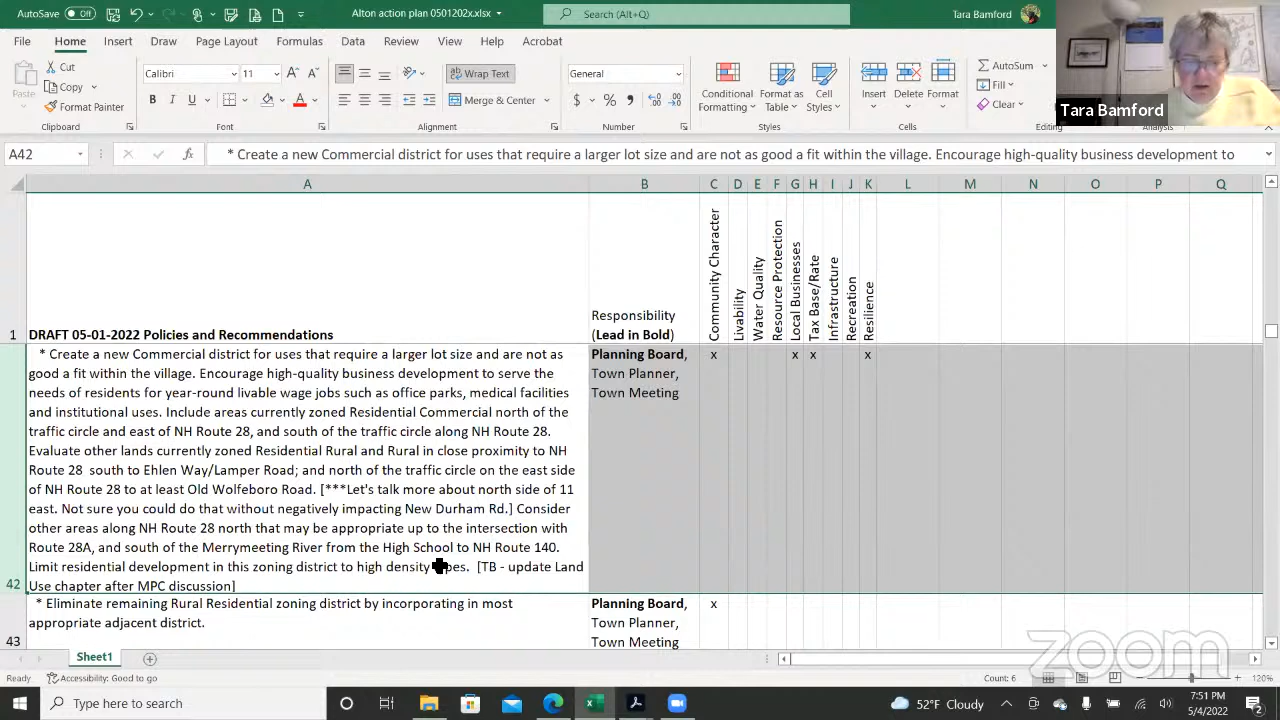 AutoSave Off Alton action plan 0501202x.xlsx Search (Alt+Q) Tara Bamford
File Home Insert Draw Page Layout Formulas Data Review View Help Acrobat
Paste Cut Copy Format Painter Clipboard
Calibri 11 B I U A Font
ab Wrap Text Merge & Center Alignment
General $ % Number
Conditional Formatting Format as Table Cell Styles Styles
Insert Delete Format Cells
AutoSum Fill Clear Editing Analysis
Tara Bamford
A42 fx * Create a new Commercial district for uses that require a larger lot size and are not as good a fit within the village. Encourage high-quality business development to
A B C D E F G H I J K L M N O P Q
1 DRAFT 05-01-2022 Policies and Recommendations
Responsibility
(Lead in Bold)
Community Character
Livability
Water Quality
Resource Protection
Local Businesses
Tax Base/Rate
Infrastructure
Recreation
Resilience
* Create a new Commercial district for uses that require a larger lot size and are not as
good a fit within the village. Encourage high-quality business development to serve the
needs of residents for year-round livable wage jobs such as office parks, medical facilities
and institutional uses. Include areas currently zoned Residential Commercial north of the
traffic circle and east of NH Route 28, and south of the traffic circle along NH Route 28.
Evaluate other lands currently zoned Residential Rural and Rural in close proximity to NH
Route 28  south to Ehlen Way/Lamper Road; and north of the traffic circle on the east side
of NH Route 28 to at least Old Wolfeboro Road. [***Let's talk more about north side of 11
east. Not sure you could do that without negatively impacting New Durham Rd.] Consider
other areas along NH Route 28 north that may be appropriate up to the intersection with
Route 28A, and south of the Merrymeeting River from the High School to NH Route 140.
Limit residential development in this zoning district to high density  [TB - update Land
42 Use chapter after MPC discussion]
Planning Board,
Town Planner,
Town Meeting
x x x x
* Eliminate remaining Rural Residential zoning district by incorporating in most
appropriate adjacent district.
43
Planning Board,
Town Planner,
Town Meeting
x
zoom
Sheet1
Ready Accessibility: Good to go Count: 6 120%
Type here to search 52°F Cloudy 7:51 PM
5/4/2022 2